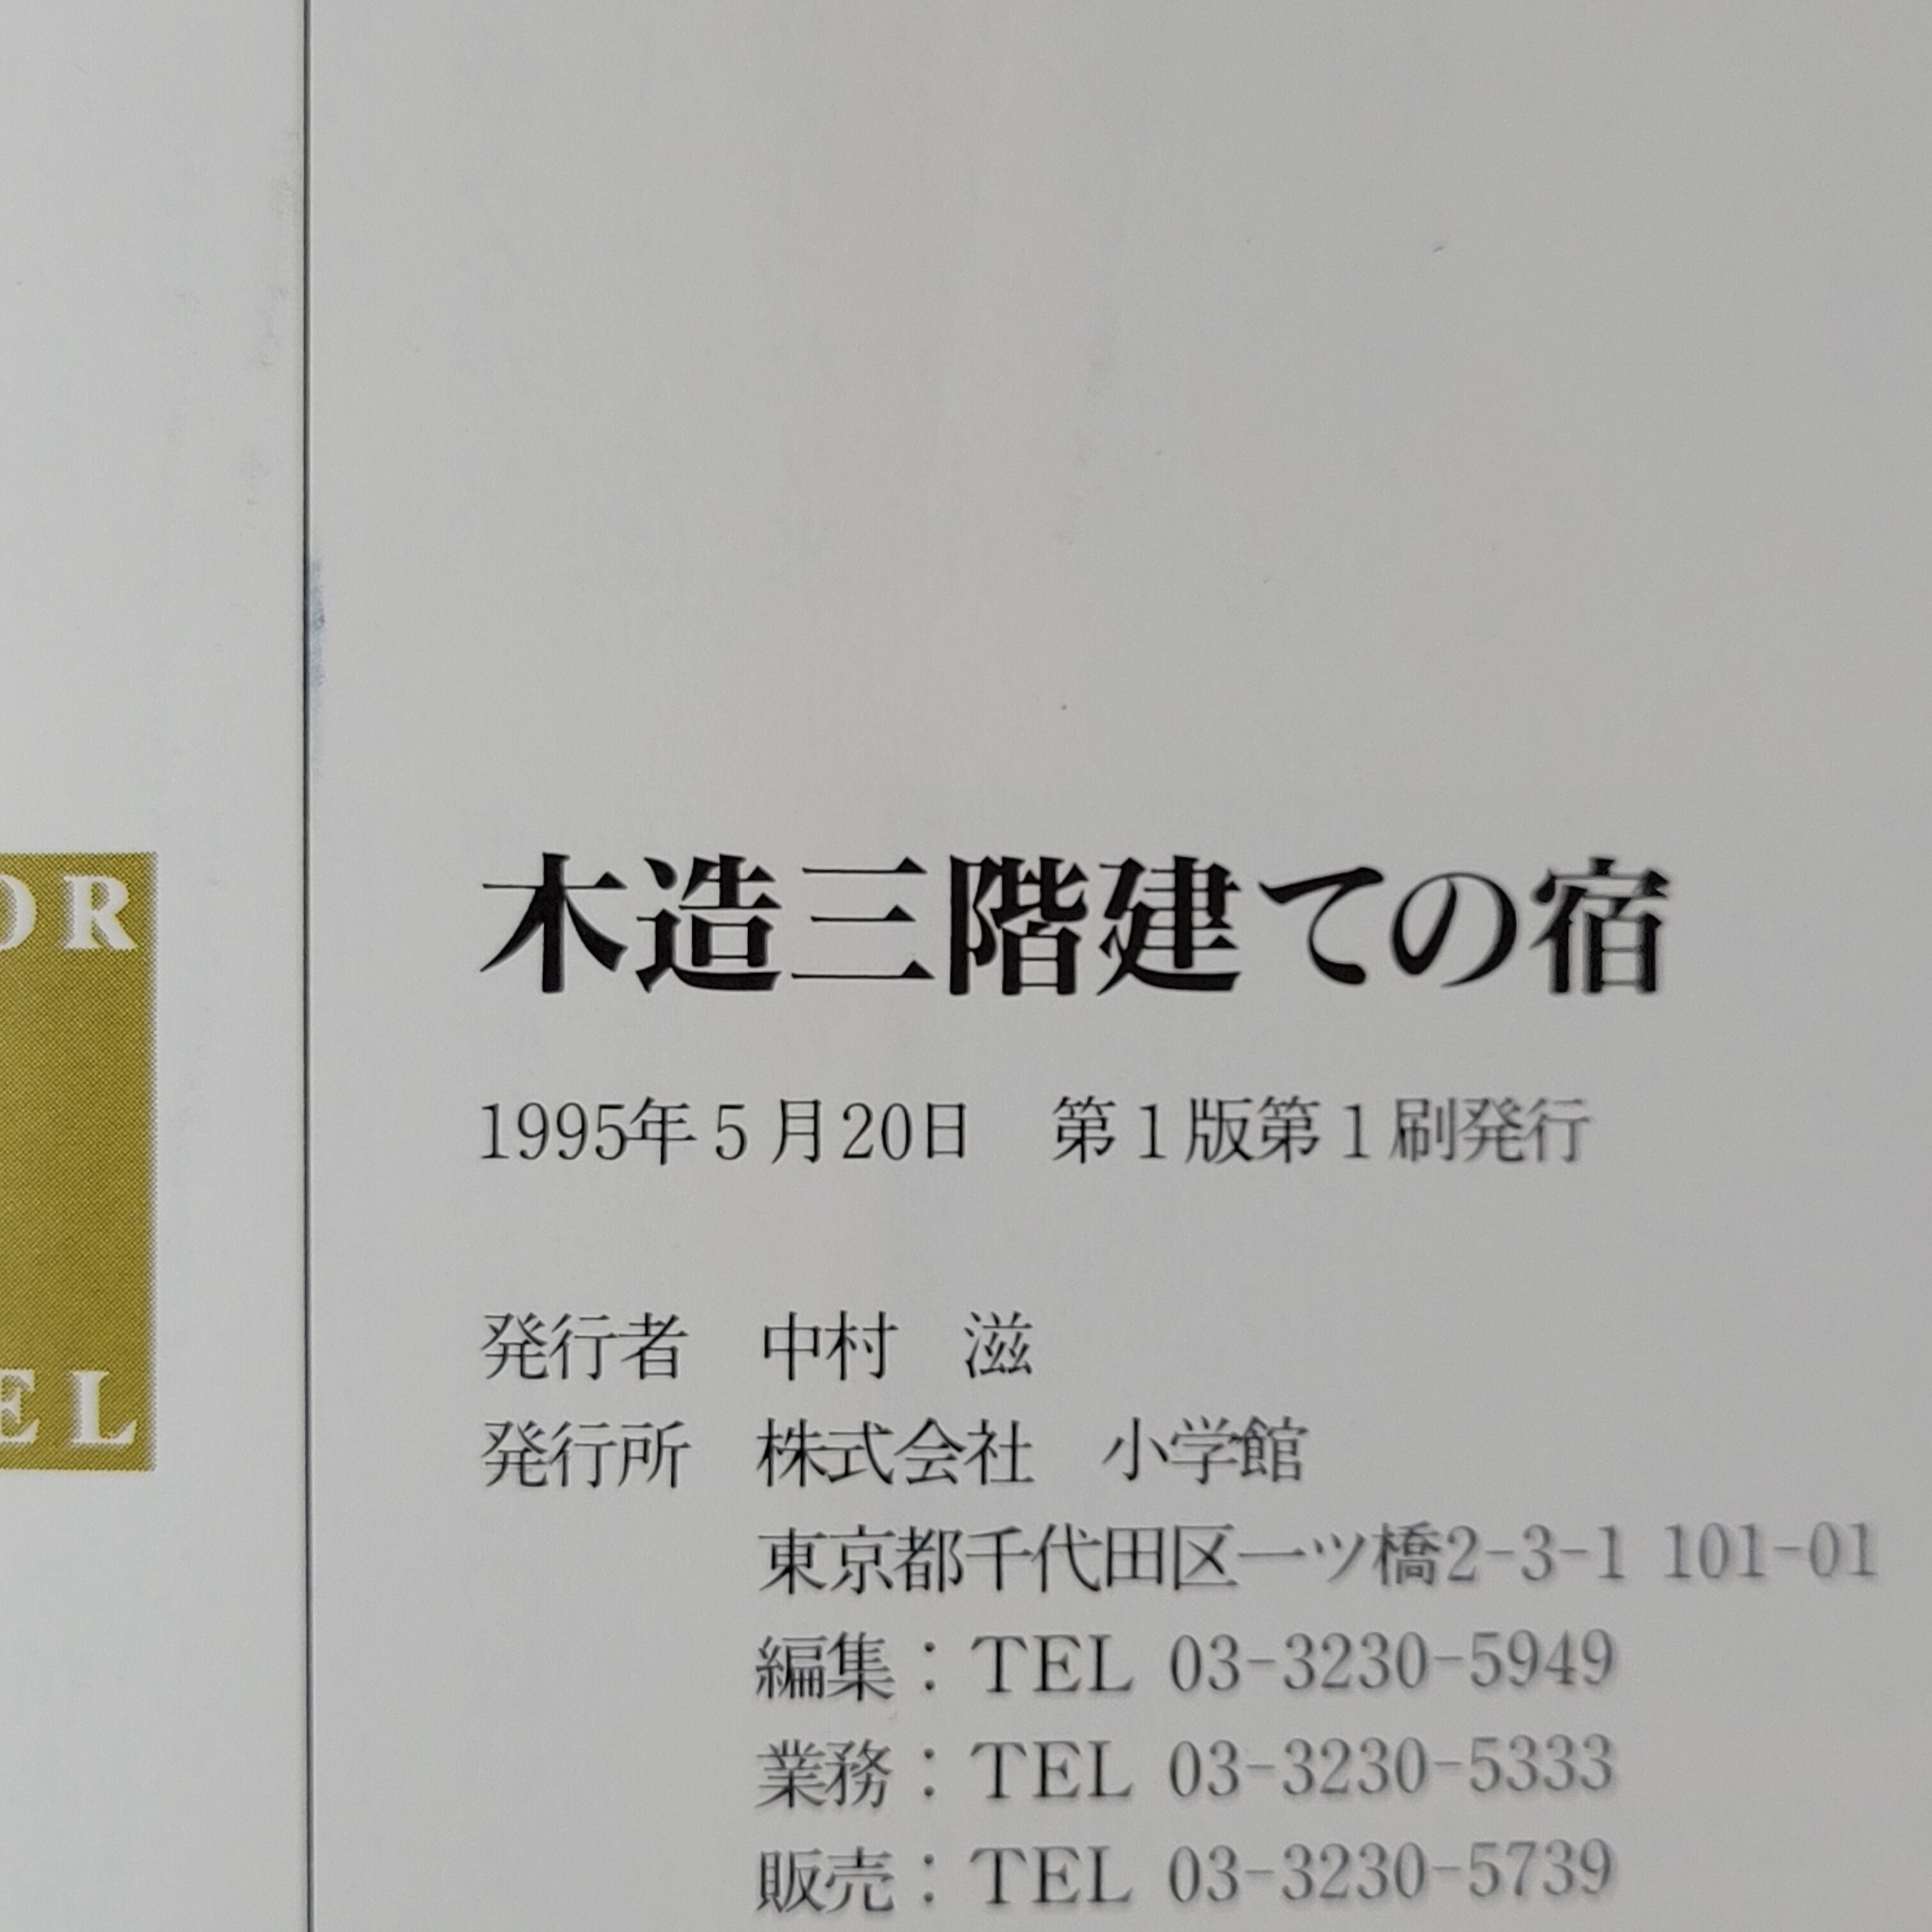 OR
EL
木造三階建ての宿
1995年5月20日　第1版第1刷発行
発行者　中村　滋
発行所　株式会社　小学館
東京都千代田区一ツ橋2-3-1 101-01
編集：TEL 03-3230-5949
業務：TEL 03-3230-5333
販売：TEL 03-3230-5739